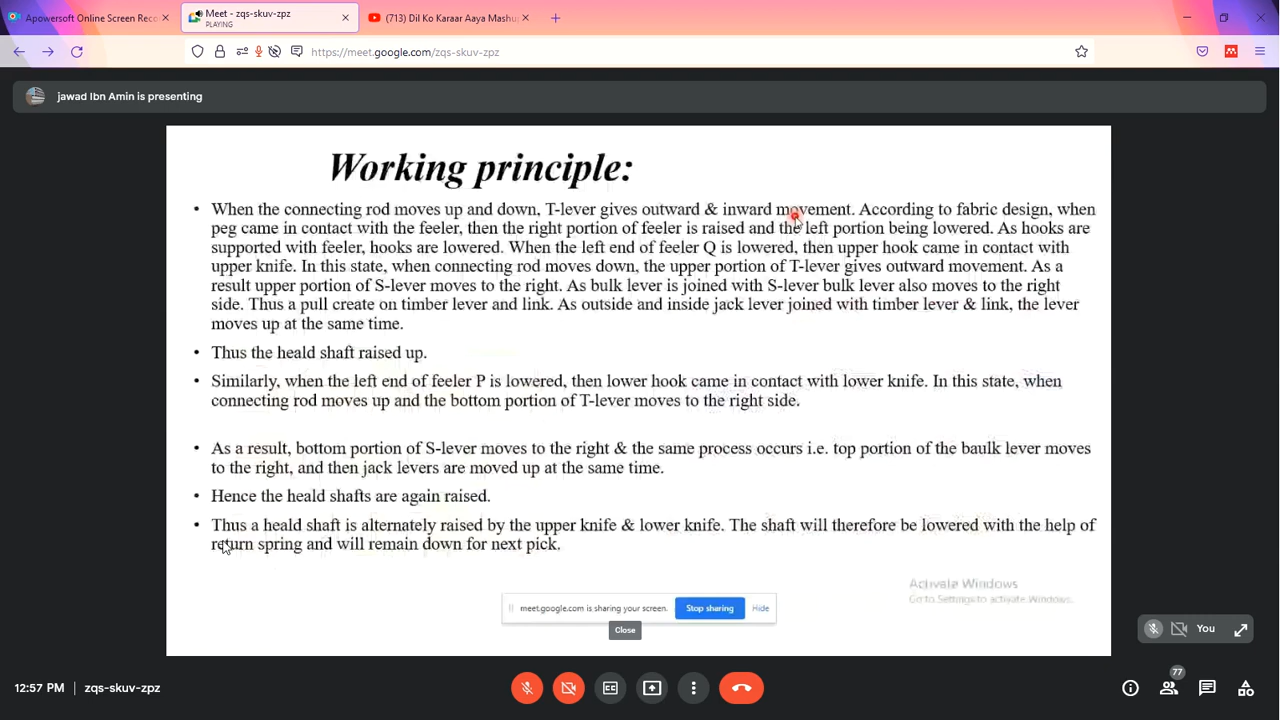 Apowersoft Online Screen Reco
Meet - zqs-skuv-zpz
PLAYING
(713) Dil Ko Karaar Aaya Mashu
https://meet.google.com/zqs-skuv-zpz
jawad Ibn Amin is presenting
Working principle:
• When the connecting rod moves up and down, T-lever gives outward & inward movement. According to fabric design, when
peg came in contact with the feeler, then the right portion of feeler is raised and the left portion being lowered. As hooks are
supported with feeler, hooks are lowered. When the left end of feeler Q is lowered, then upper hook came in contact with
upper knife. In this state, when connecting rod moves down, the upper portion of T-lever gives outward movement. As a
result upper portion of S-lever moves to the right. As bulk lever is joined with S-lever bulk lever also moves to the right
side. Thus a pull create on timber lever and link. As outside and inside jack lever joined with timber lever & link, the lever
moves up at the same time.
• Thus the heald shaft raised up.
• Similarly, when the left end of feeler P is lowered, then lower hook came in contact with lower knife. In this state, when
connecting rod moves up and the bottom portion of T-lever moves to the right side.
• As a result, bottom portion of S-lever moves to the right & the same process occurs i.e. top portion of the baulk lever moves
to the right, and then jack levers are moved up at the same time.
• Hence the heald shafts are again raised.
• Thus a heald shaft is alternately raised by the upper knife & lower knife. The shaft will therefore be lowered with the help of
return spring and will remain down for next pick.
Activate Windows
Go to Settings to activate Windows.
meet.google.com is sharing your screen.
Stop sharing
Hide
Close
You
77
12:57 PM | zqs-skuv-zpz